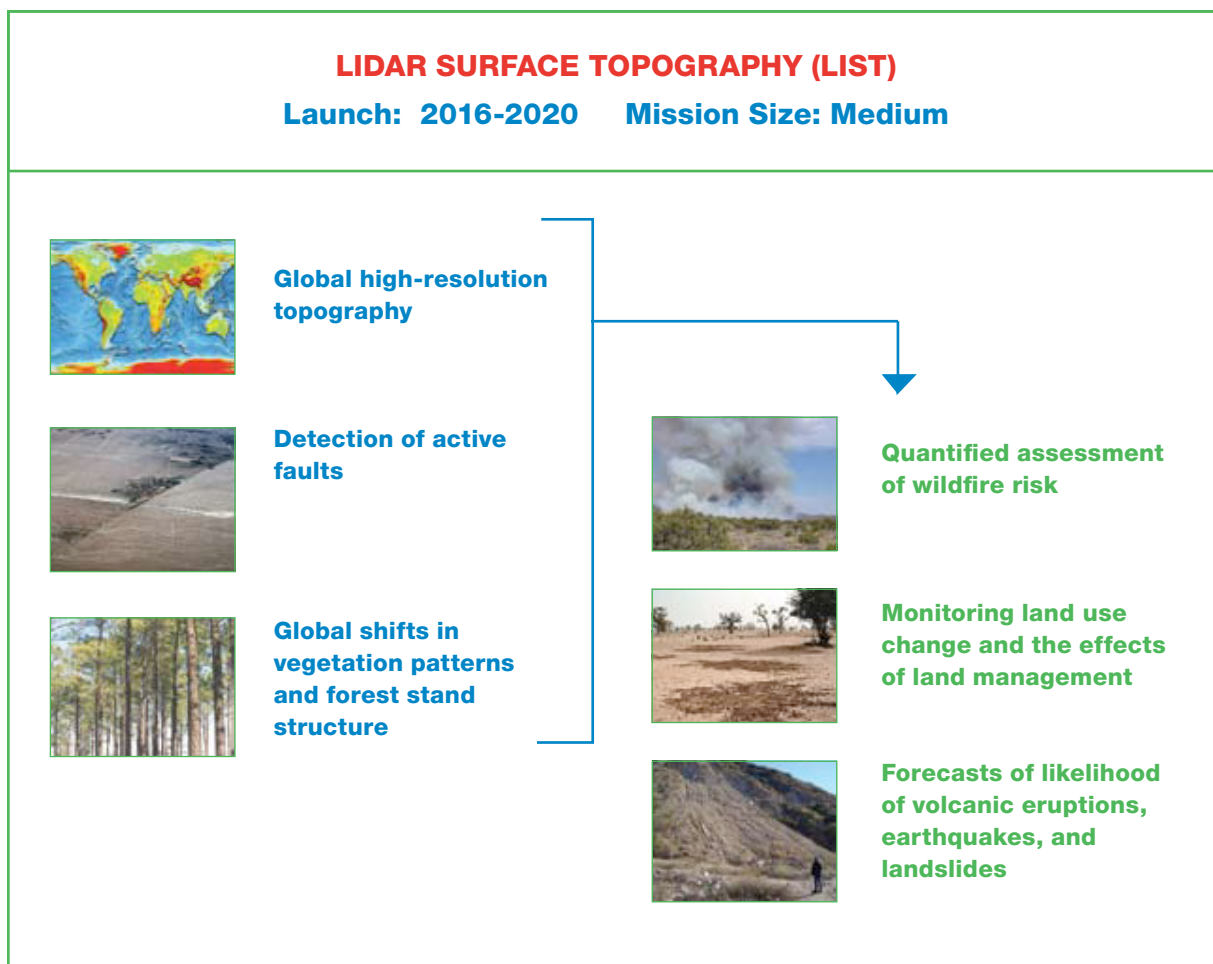 LIDAR SURFACE TOPOGRAPHY (LIST)
Launch: 2016-2020 Mission Size: Medium
Global high-resolution
topography
Detection of active
faults
Global shifts in
vegetation patterns
and forest stand
structure
Quantified assessment
of wildfire risk
Monitoring land use
change and the effects
of land management
Forecasts of likelihood
of volcanic eruptions,
earthquakes, and
landslides